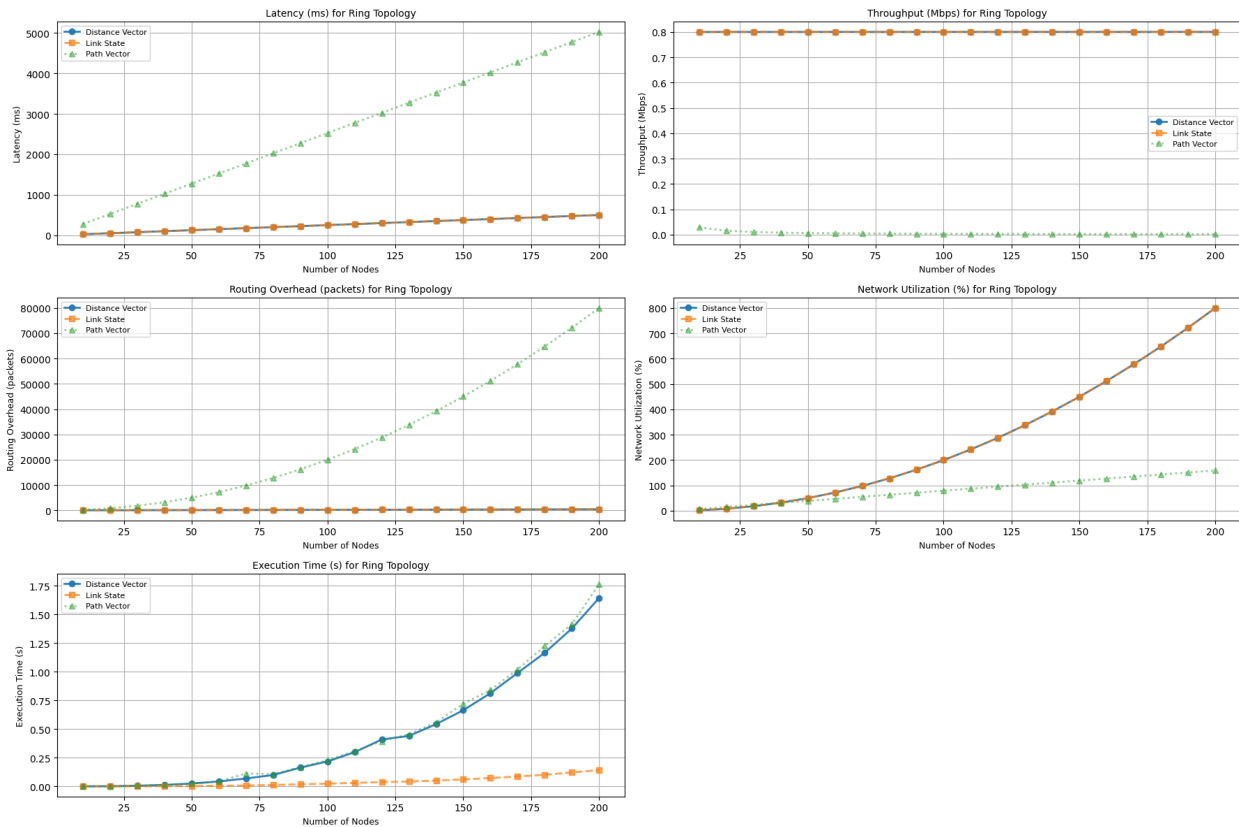 Latency (ms) for Ring Topology
Distance Vector
Link State
Path Vector
5000
4000
3000
2000
1000
0
Latency (ms)
25 50 75 100 125 150 175 200
Number of Nodes
Throughput (Mbps) for Ring Topology
0.8
0.7
0.6
0.5
0.4
0.3
0.2
0.1
0.0
Throughput (Mbps)
Distance Vector
Link State
Path Vector
25 50 75 100 125 150 175 200
Number of Nodes
Routing Overhead (packets) for Ring Topology
Distance Vector
Link State
Path Vector
80000
70000
60000
50000
40000
30000
20000
10000
0
Routing Overhead (packets)
25 50 75 100 125 150 175 200
Number of Nodes
Network Utilization (%) for Ring Topology
Distance Vector
Link State
Path Vector
800
700
600
500
400
300
200
100
0
Network Utilization (%)
25 50 75 100 125 150 175 200
Number of Nodes
Execution Time (s) for Ring Topology
Distance Vector
Link State
Path Vector
1.75
1.50
1.25
1.00
0.75
0.50
0.25
0.00
Execution Time (s)
25 50 75 100 125 150 175 200
Number of Nodes